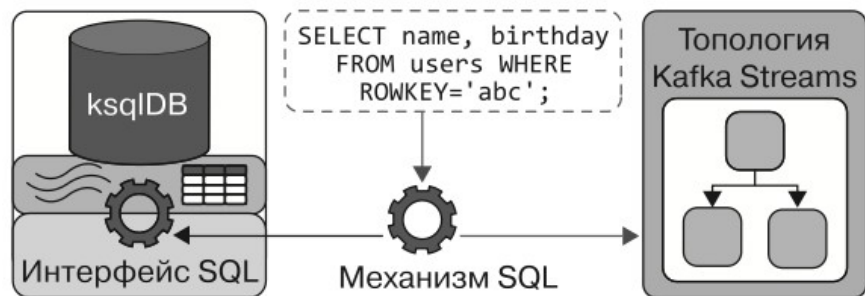 ksqlDB
Интерфейс SQL
SELECT name, birthday
FROM users WHERE
ROWKEY='abc';
Механизм SQL
Топология
Kafka Streams